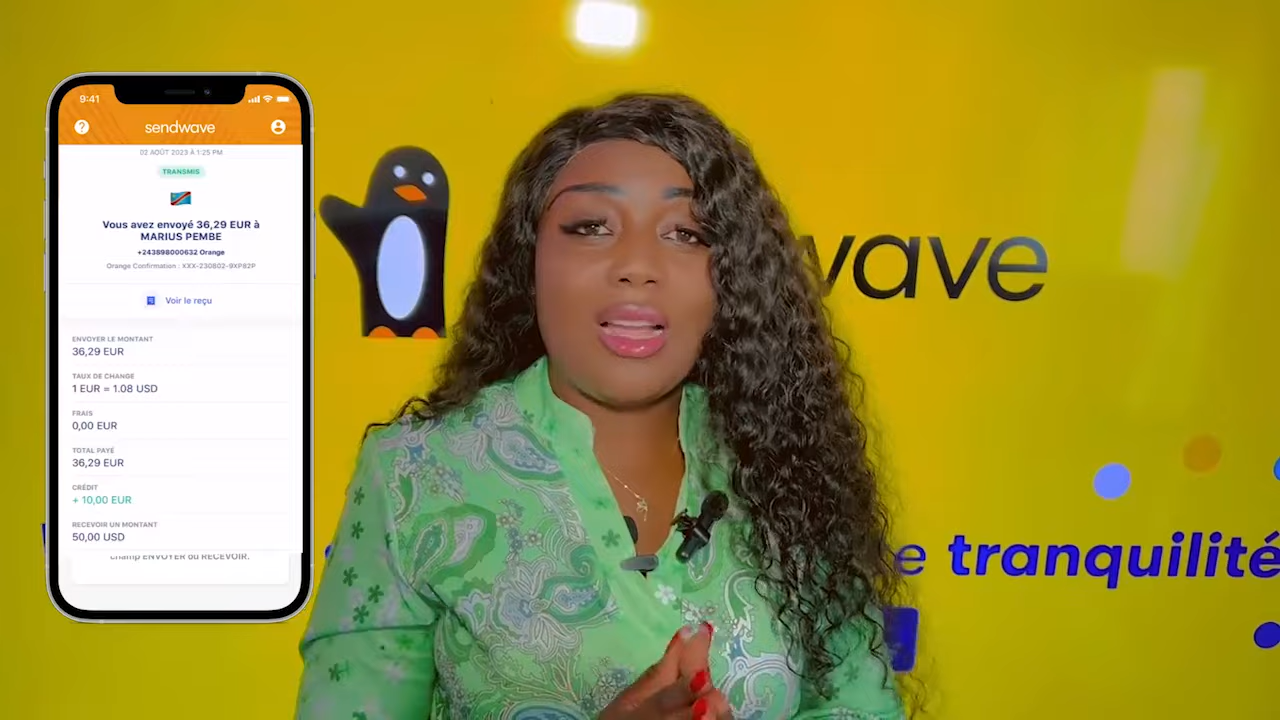 9:41
sendwave
02 AOÛT 2023 À 1:25 PM
TRANSMIS
Vous avez envoyé 36,29 EUR à
MARIUS PEMBE
+243898000632 Orange
Orange Confirmation : XXX-230802-9XP82P
Voir le reçu
ENVOYER LE MONTANT
36,29 EUR
TAUX DE CHANGE
1 EUR = 1.08 USD
FRAIS
0,00 EUR
TOTAL PAYÉ
36,29 EUR
CRÉDIT
+ 10,00 EUR
RECEVOIR UN MONTANT
50,00 USD
champ ENVOYER ou RECEVOIR.
wave
e tranquilité